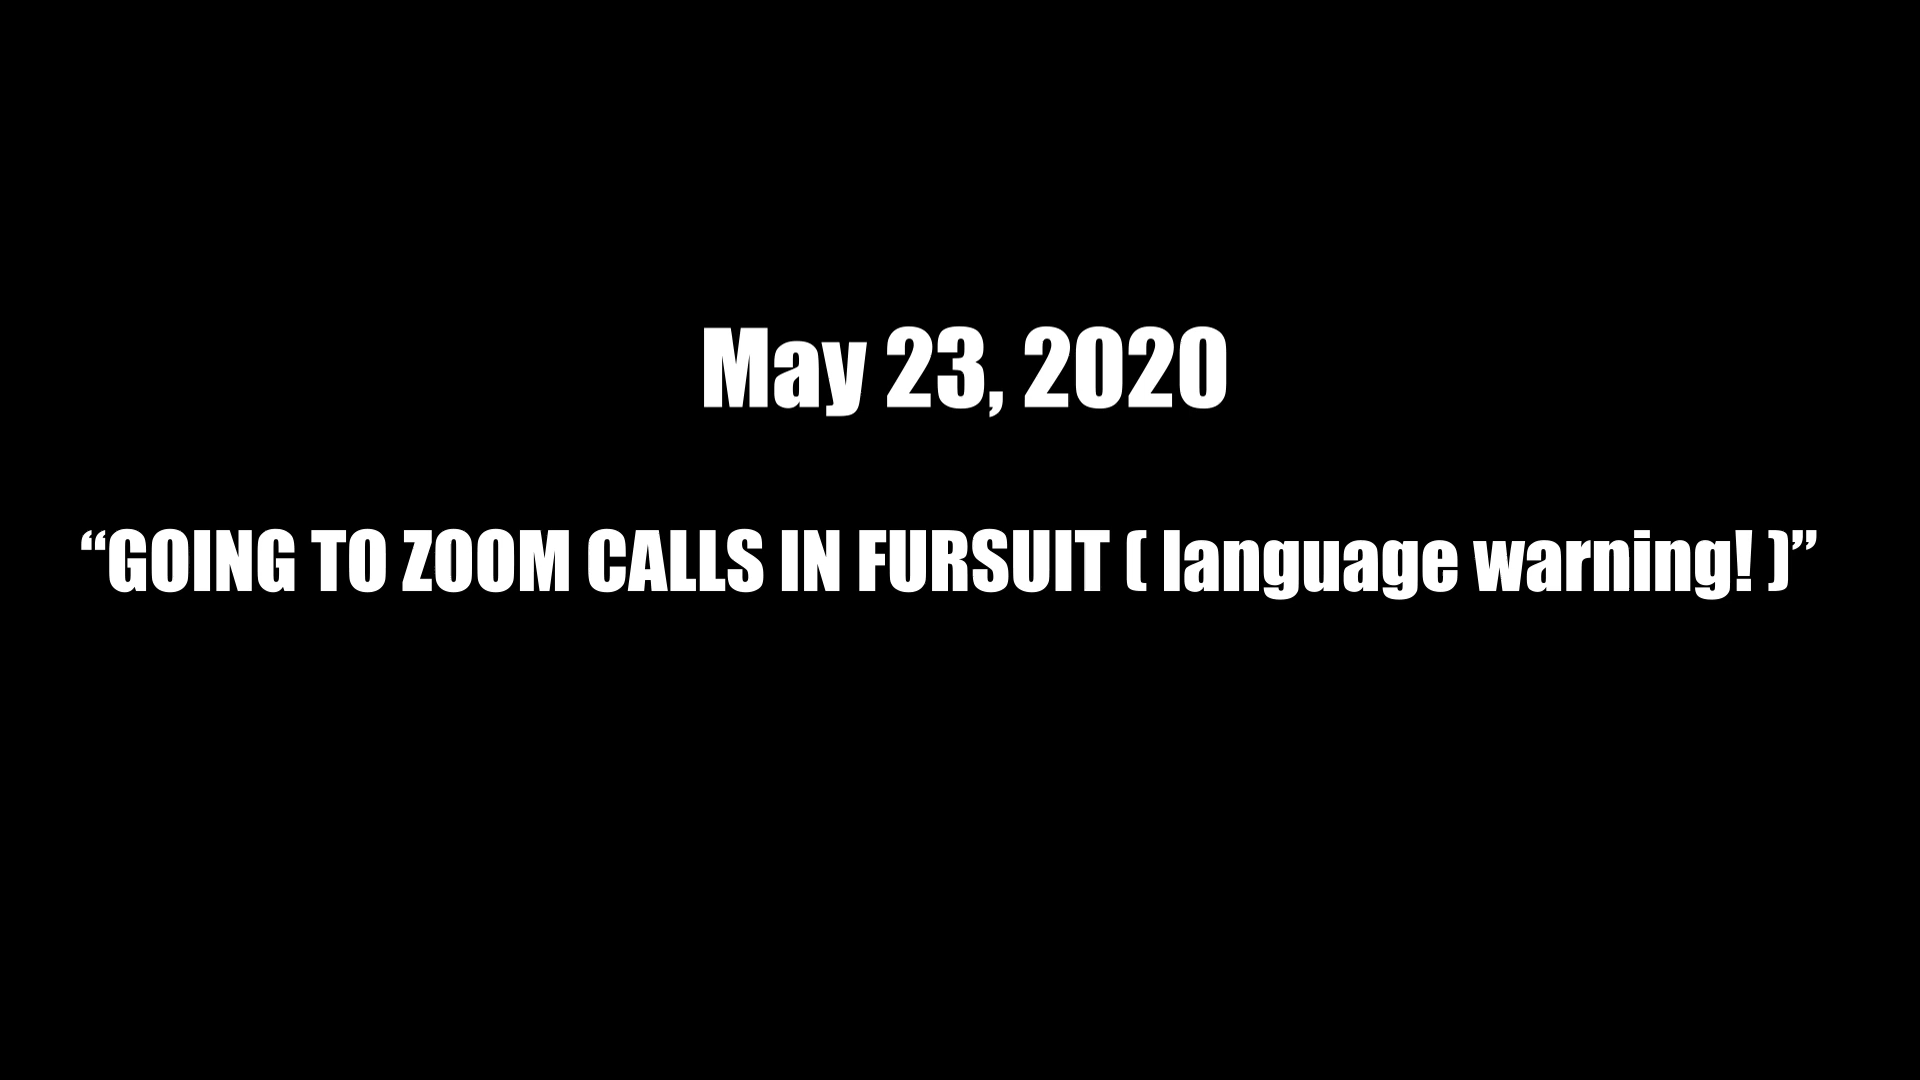 May 23, 2020
“GOING TO ZOOM CALLS IN FURSUIT ( language warning! )”